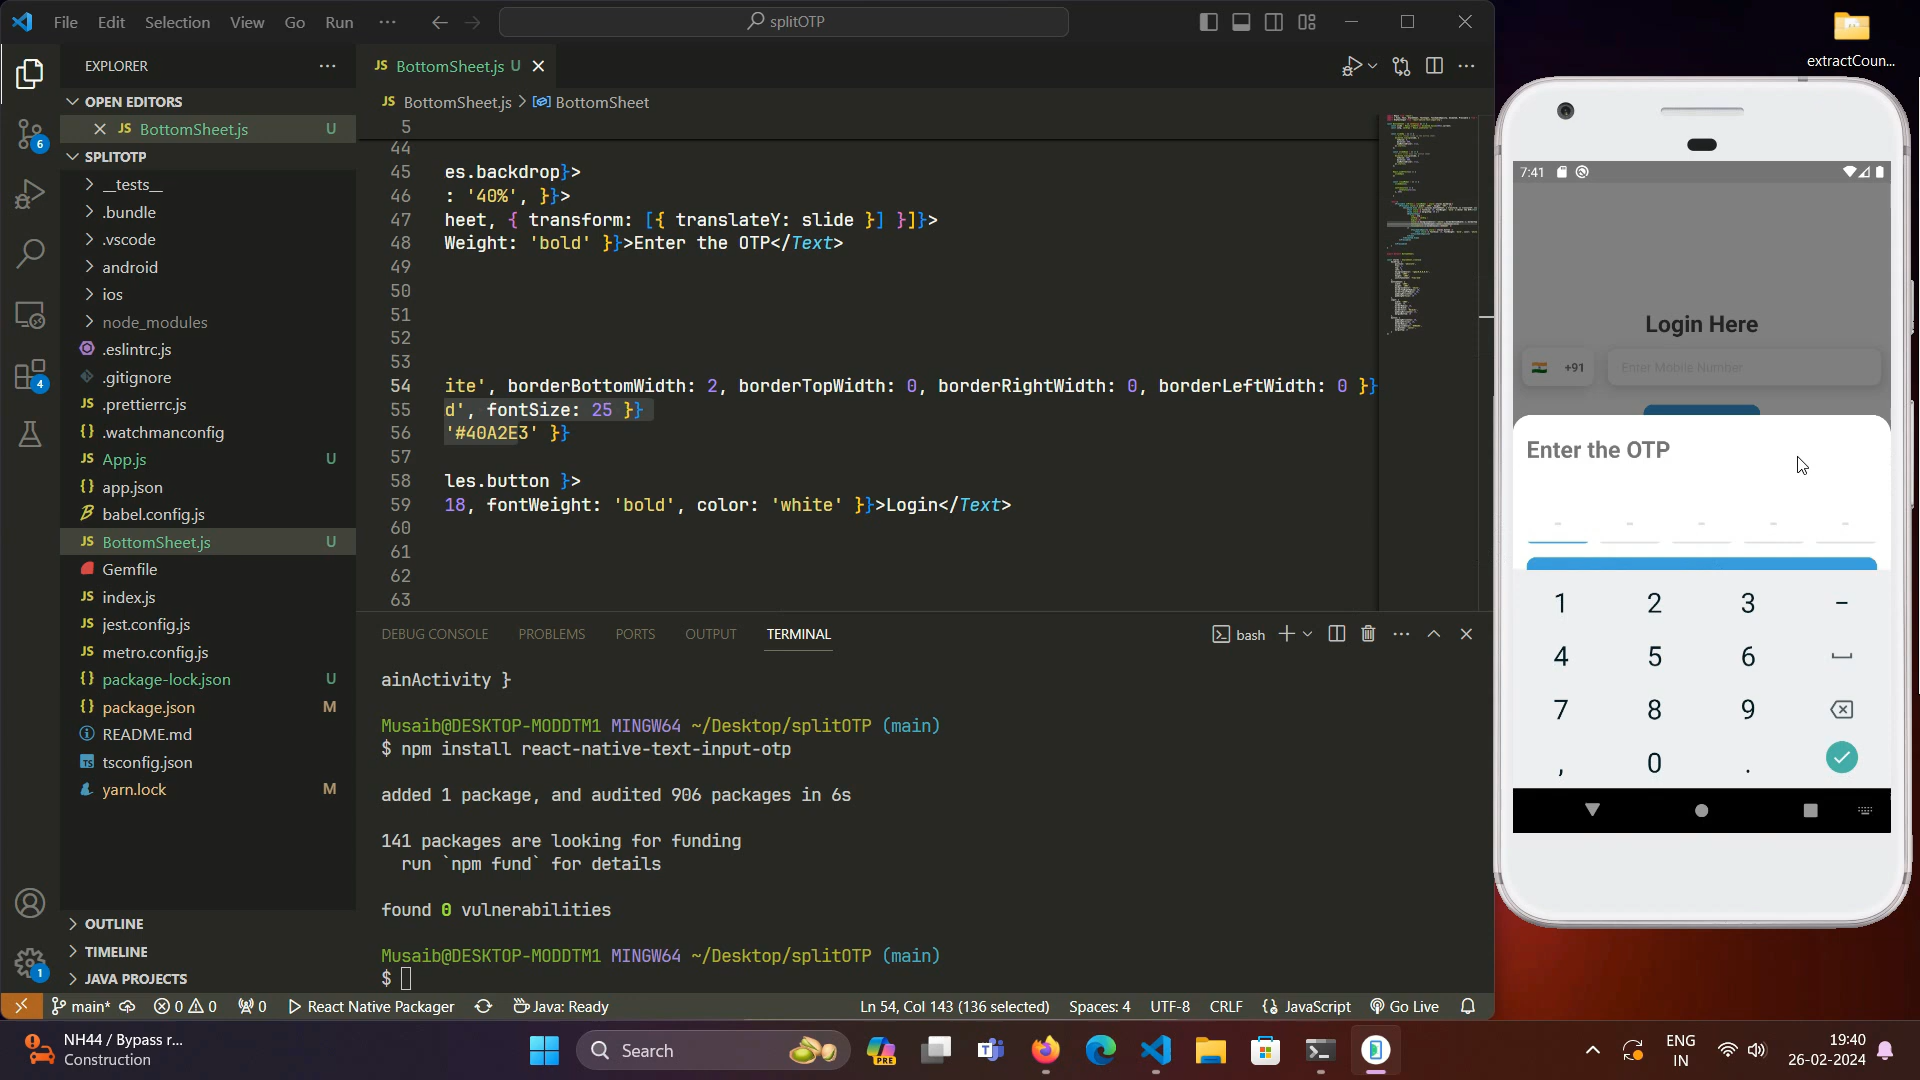 File Edit Selection View Go Run ···
splitOTP
extractCoun...
EXPLORER ···
OPEN EDITORS
JS BottomSheet.js U
SPLITOTP
__tests__
.bundle
.vscode
android
ios
node_modules
.eslintrc.js
.gitignore
JS .prettierrc.js
{} .watchmanconfig
JS App.js U
{} app.json
babel.config.js
JS BottomSheet.js U
Gemfile
JS index.js
JS jest.config.js
JS metro.config.js
{} package-lock.json U
{} package.json M
README.md
TS tsconfig.json
yarn.lock M
OUTLINE
TIMELINE
JAVA PROJECTS
6
4
1
JS BottomSheet.js U
JS BottomSheet.js > BottomSheet
5
44
45 es.backdrop}>
46 : '40%', }}>
47 heet, { transform: [{ translateY: slide }] }]}>
48 Weight: 'bold' }}>Enter the OTP</Text>
49
50
51
52
53
54 ite', borderBottomWidth: 2, borderTopWidth: 0, borderRightWidth: 0, borderLeftWidth: 0 }}
55 d', fontSize: 25 }}
56 '#40A2E3' }}
57
58 les.button }>
59 18, fontWeight: 'bold', color: 'white' }}>Login</Text>
60
61
62
63
DEBUG CONSOLE PROBLEMS PORTS OUTPUT TERMINAL
bash
ainActivity }
Musaib@DESKTOP-MODDTM1 MINGW64 ~/Desktop/splitOTP (main)
$ npm install react-native-text-input-otp
added 1 package, and audited 906 packages in 6s
141 packages are looking for funding
run `npm fund` for details
found 0 vulnerabilities
Musaib@DESKTOP-MODDTM1 MINGW64 ~/Desktop/splitOTP (main)
$
main* 0 0 0 React Native Packager Java: Ready
Ln 54, Col 143 (136 selected) Spaces: 4 UTF-8 CRLF {} JavaScript Go Live
7:41
Login Here
+91 Enter Mobile Number
Enter the OTP
- - - - -
1 2 3 −
4 5 6
7 8 9
, 0 .
NH44 / Bypass r...
Construction
Search
PRE
ENG
IN
19:40
26-02-2024